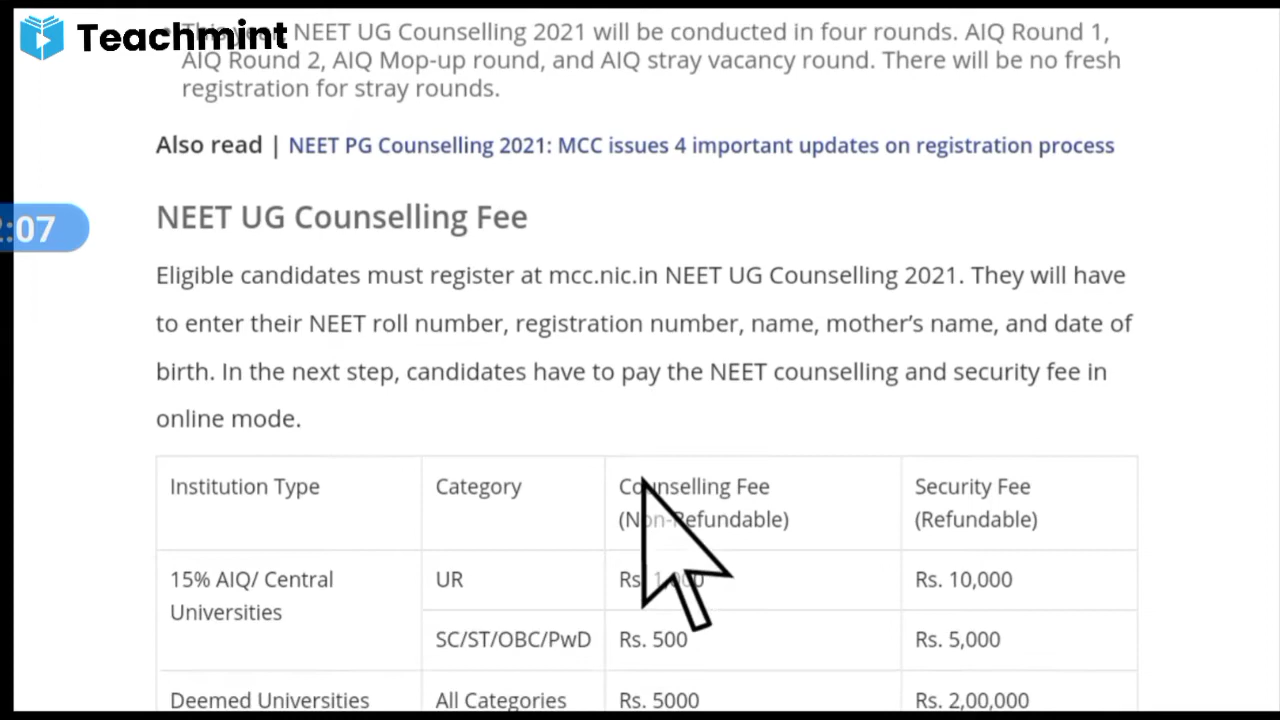 Teachmint
NEET UG Counselling 2021 will be conducted in four rounds. AIQ Round 1,
AIQ Round 2, AIQ Mop-up round, and AIQ stray vacancy round. There will be no fresh
registration for stray rounds.
Also read | NEET PG Counselling 2021: MCC issues 4 important updates on registration process
:07
NEET UG Counselling Fee
Eligible candidates must register at mcc.nic.in NEET UG Counselling 2021. They will have
to enter their NEET roll number, registration number, name, mother’s name, and date of
birth. In the next step, candidates have to pay the NEET counselling and security fee in
online mode.
Institution Type Category Counselling Fee (Non-Refundable) Security Fee (Refundable)
15% AIQ/ Central Universities UR Rs. 1,000 Rs. 10,000
SC/ST/OBC/PwD Rs. 500 Rs. 5,000
Deemed Universities All Categories Rs. 5000 Rs. 2,00,000